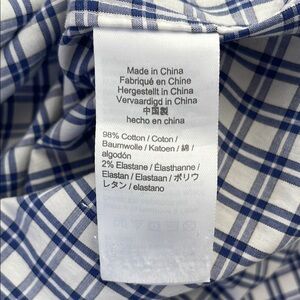 Made in China
Fabriqué en Chine
Hergestellt in China
Vervaardigd in China
中国製
hecho en china
98% Cotton / Coton /
Baumwolle / Katoen / 綿 /
algodón
2% Elastane / Élasthanne /
Elastan / Elastaan / ポリウ
レタン / elastano